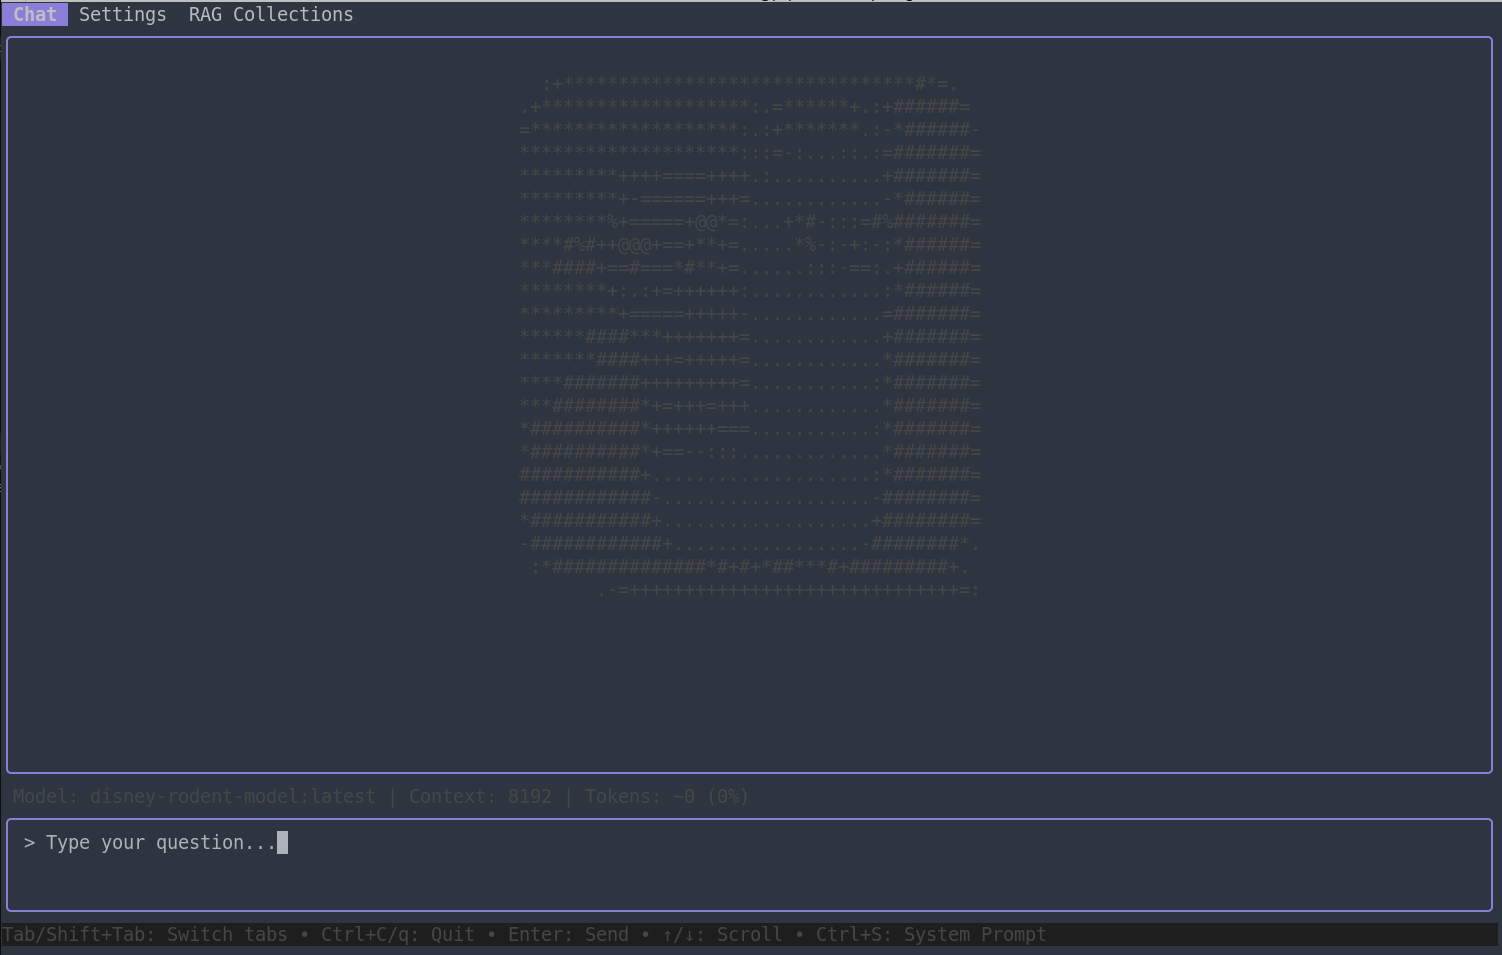 Chat Settings RAG Collections
Model: disney-rodent-model:latest | Context: 8192 | Tokens: ~0 (0%)
> Type your question...
Tab/Shift+Tab: Switch tabs • Ctrl+C/q: Quit • Enter: Send • ↑/↓: Scroll • Ctrl+S: System Prompt